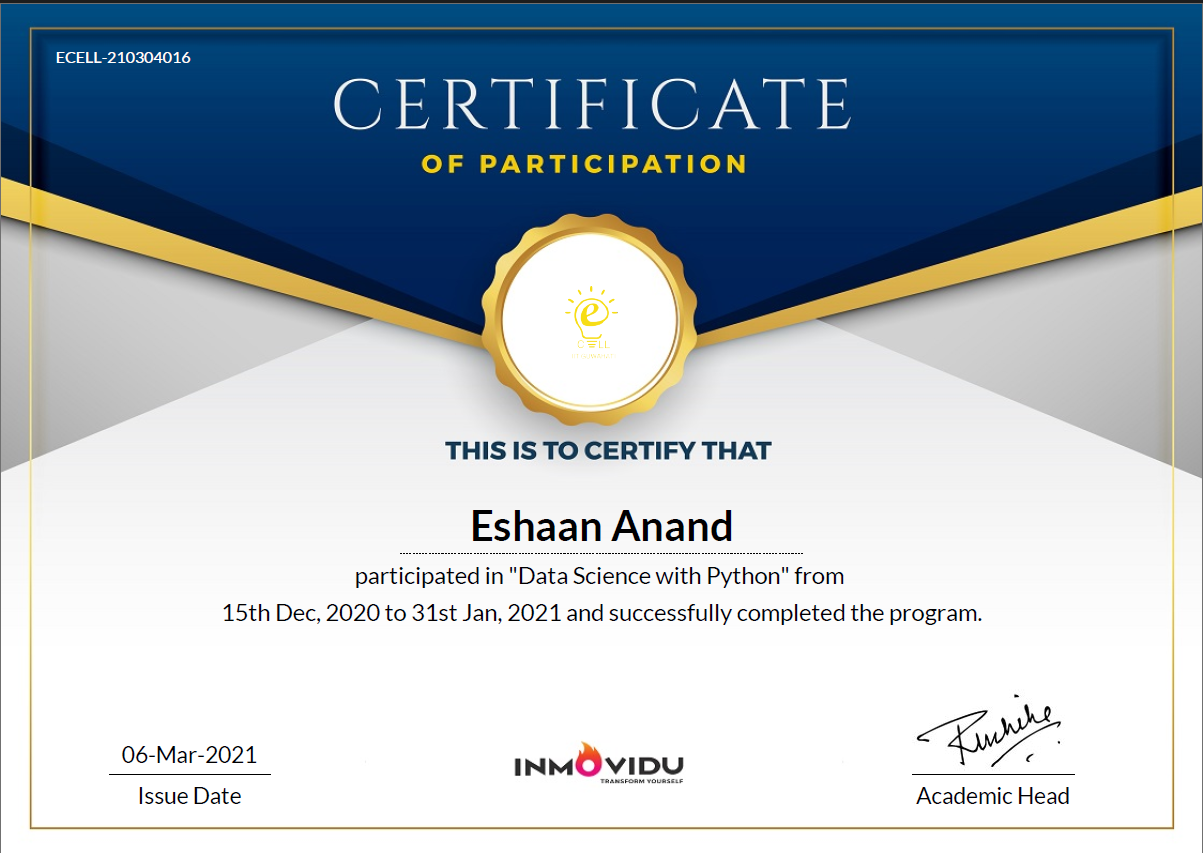 ECELL-210304016
CERTIFICATE
OF PARTICIPATION
e
CELL
THIS IS TO CERTIFY THAT
Eshaan Anand
participated in "Data Science with Python" from
15th Dec, 2020 to 31st Jan, 2021 and successfully completed the program.
Ruchika
06-Mar-2021
INMOVIDU
TRANSFORM YOURSELF
Issue Date
Academic Head